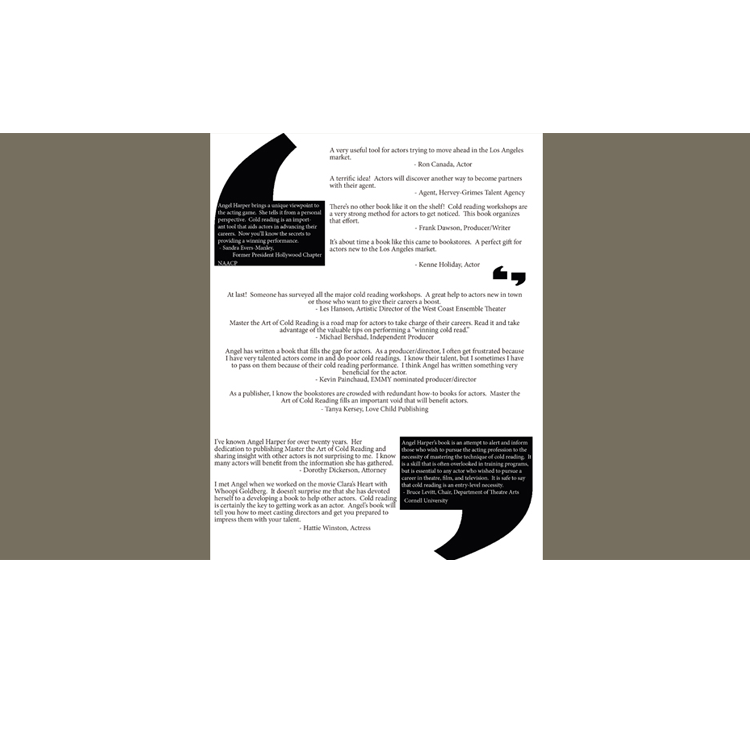 Angel Harper brings a unique viewpoint to
the acting game.  She tells it from a personal
perspective.  Cold reading is an import-
ant tool that aids actors in advancing their
careers.  Now you'll know the secrets to
providing a winning performance.
- Sandra Evers-Manley,
Former President Hollywood Chapter
NAACP
A very useful tool for actors trying to move ahead in the Los Angeles
market.
- Ron Canada, Actor
A terrific idea!  Actors will discover another way to become partners
with their agent.
- Agent, Hervey-Grimes Talent Agency
There's no other book like it on the shelf!  Cold reading workshops are
a very strong method for actors to get noticed.  This book organizes
that effort.
- Frank Dawson, Producer/Writer
It's about time a book like this came to bookstores.  A perfect gift for
actors new to the Los Angeles market.
- Kenne Holiday, Actor
At last!  Someone has surveyed all the major cold reading workshops.  A great help to actors new in town
or those who want to give their careers a boost.
- Les Hanson, Artistic Director of the West Coast Ensemble Theater
Master the Art of Cold Reading is a road map for actors to take charge of their careers. Read it and take
advantage of the valuable tips on performing a "winning cold read."
- Michael Bershad, Independent Producer
Angel has written a book that fills the gap for actors.  As a producer/director, I often get frustrated because
I have very talented actors come in and do poor cold readings.  I know their talent, but I sometimes I have
to pass on them because of their cold reading performance.  I think Angel has written something very
beneficial for the actor.
- Kevin Painchaud, EMMY nominated producer/director
As a publisher, I know the bookstores are crowded with redundant how-to books for actors.  Master the
Art of Cold Reading fills an important void that will benefit actors.
- Tanya Kersey, Love Child Publishing
I've known Angel Harper for over twenty years.  Her
dedication to publishing Master the Art of Cold Reading and
sharing insight with other actors is not surprising to me.  I know
many actors will benefit from the information she has gathered.
- Dorothy Dickerson, Attorney
I met Angel when we worked on the movie Clara's Heart with
Whoopi Goldberg.  It doesn't surprise me that she has devoted
herself to a developing a book to help other actors.  Cold reading
is certainly the key to getting work as an actor.  Angel's book will
tell you how to meet casting directors and get you prepared to
impress them with your talent.
- Hattie Winston, Actress
Angel Harper's book is an attempt to alert and inform
those who wish to pursue the acting profession to the
necessity of mastering the technique of cold reading.  It
is a skill that is often overlooked in training programs,
but is essential to any actor who wished to pursue a
career in theatre, film, and television.  It is safe to say
that cold reading is an entry-level necessity.
- Bruce Levitt, Chair, Department of Theatre Arts
Cornell University